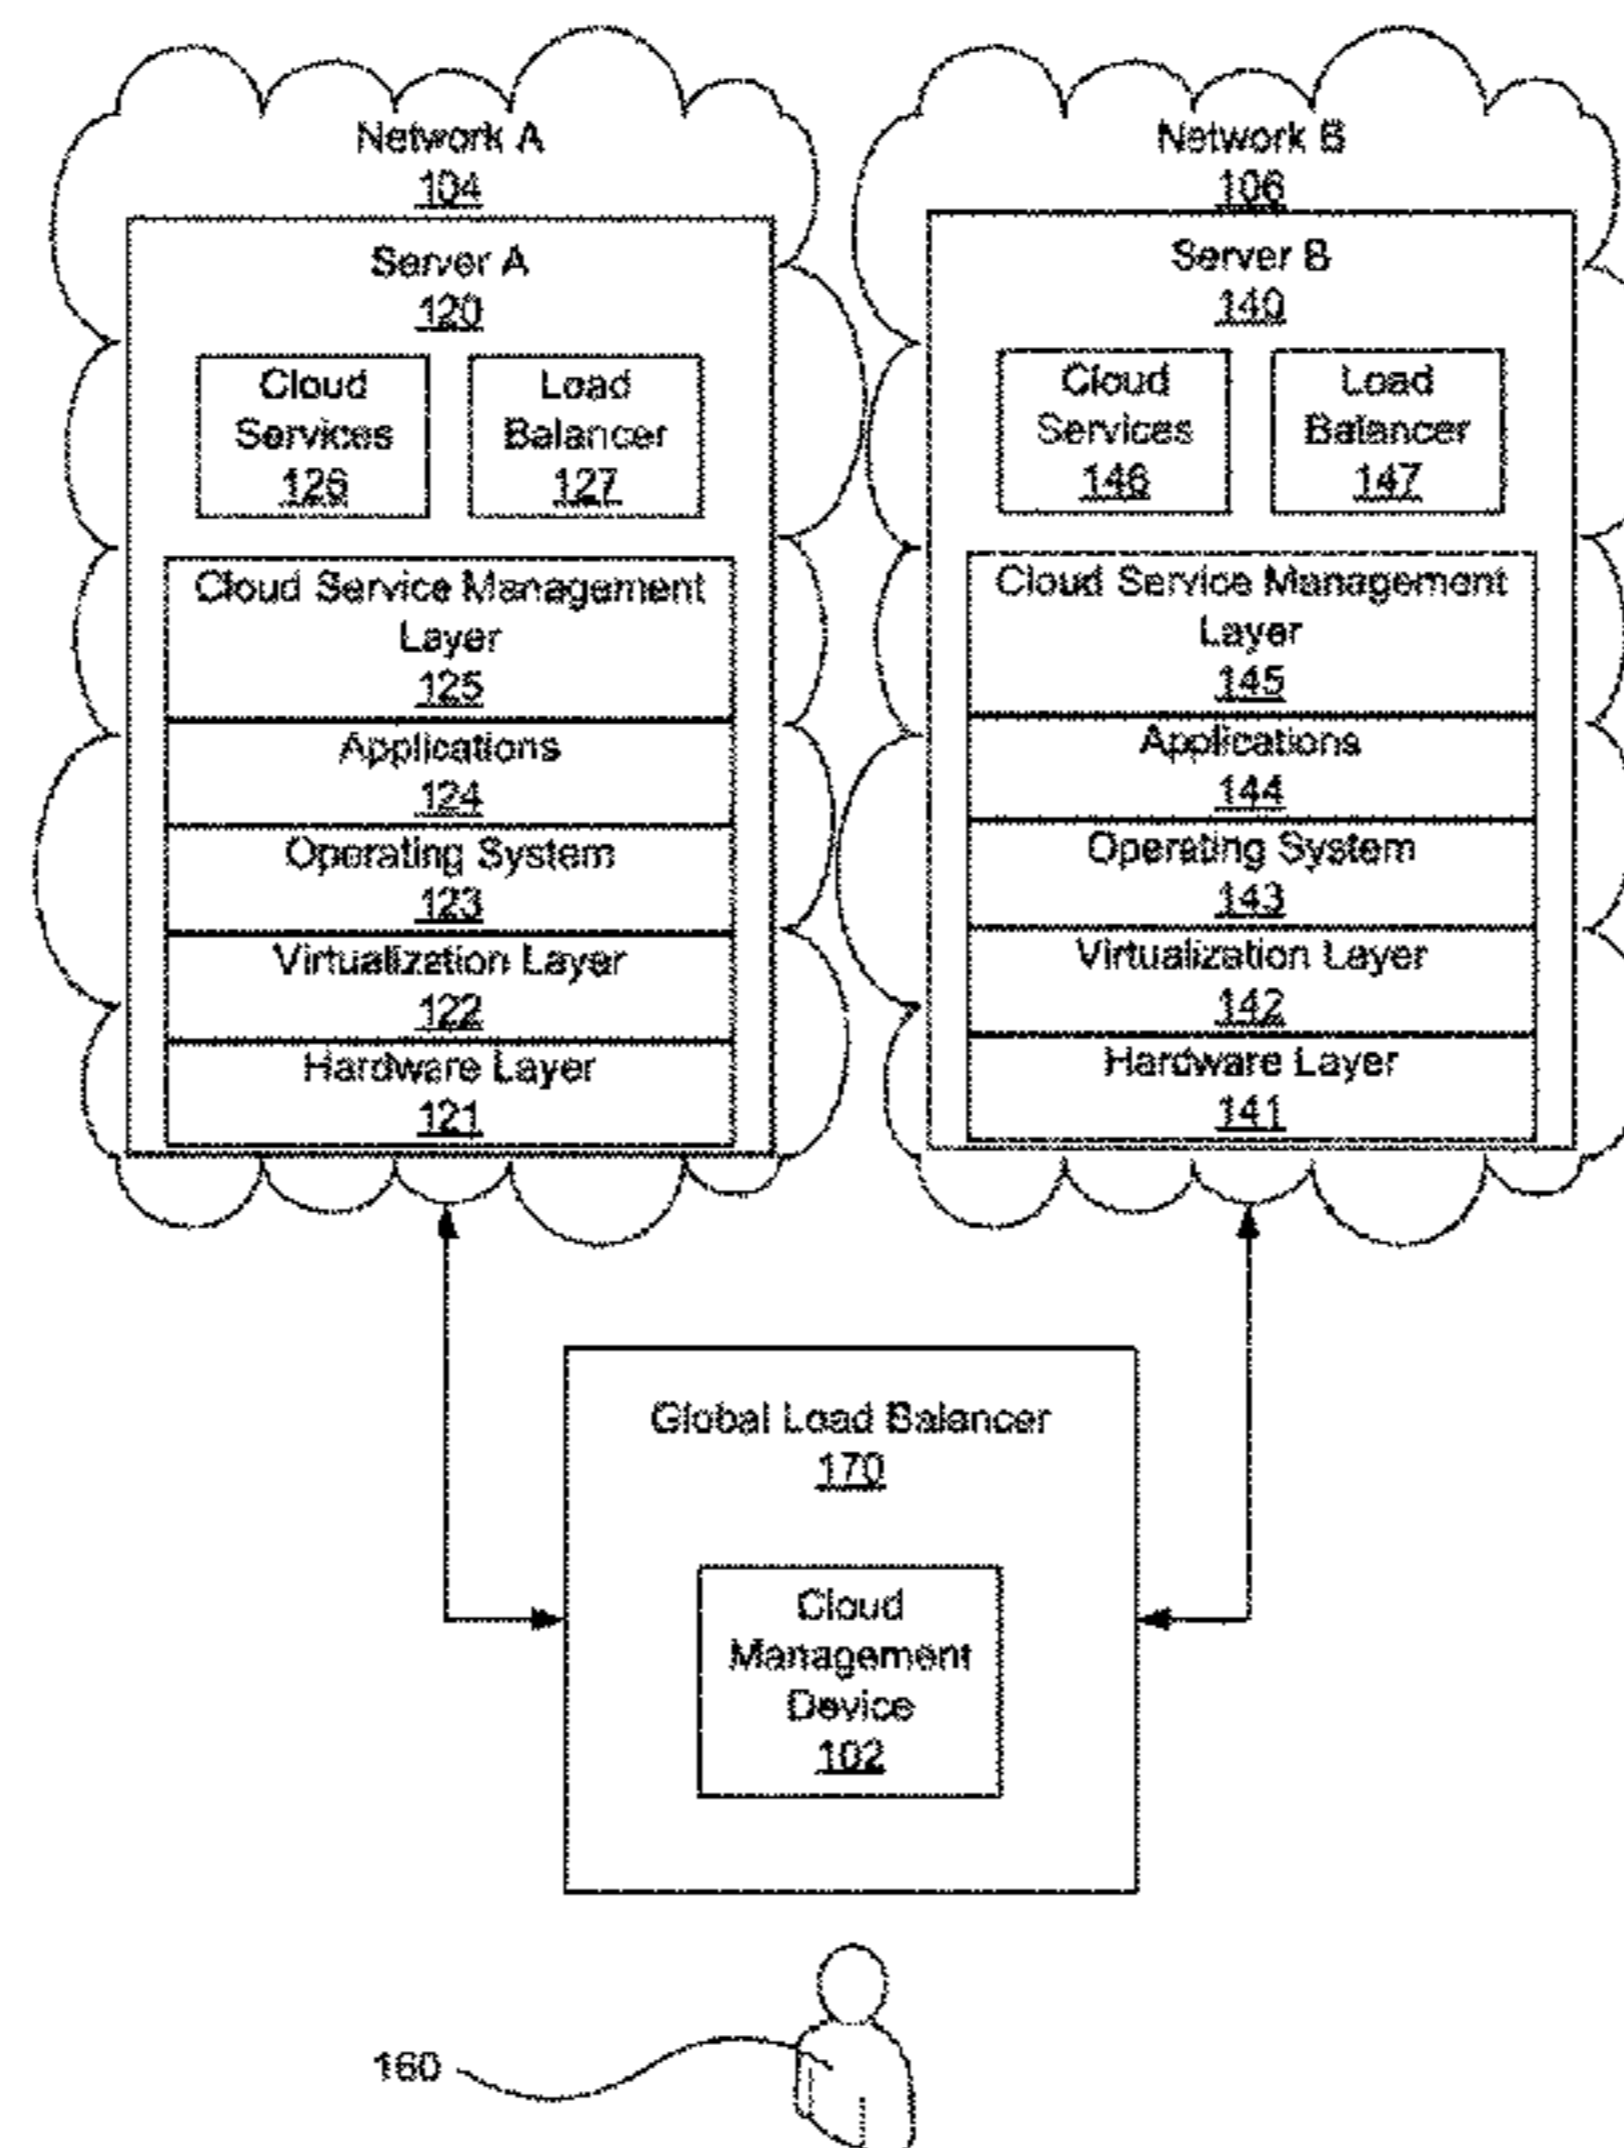 Network A
104
Server A
120
Cloud
Services
126
Load
Balancer
127
Cloud Service Management
Layer
125
Applications
124
Operating System
123
Virtualization Layer
122
Hardware Layer
121
Network B
106
Server B
140
Cloud
Services
146
Load
Balancer
147
Cloud Service Management
Layer
145
Applications
144
Operating System
143
Virtualization Layer
142
Hardware Layer
141
Global Load Balancer
170
Cloud
Management
Device
102
160